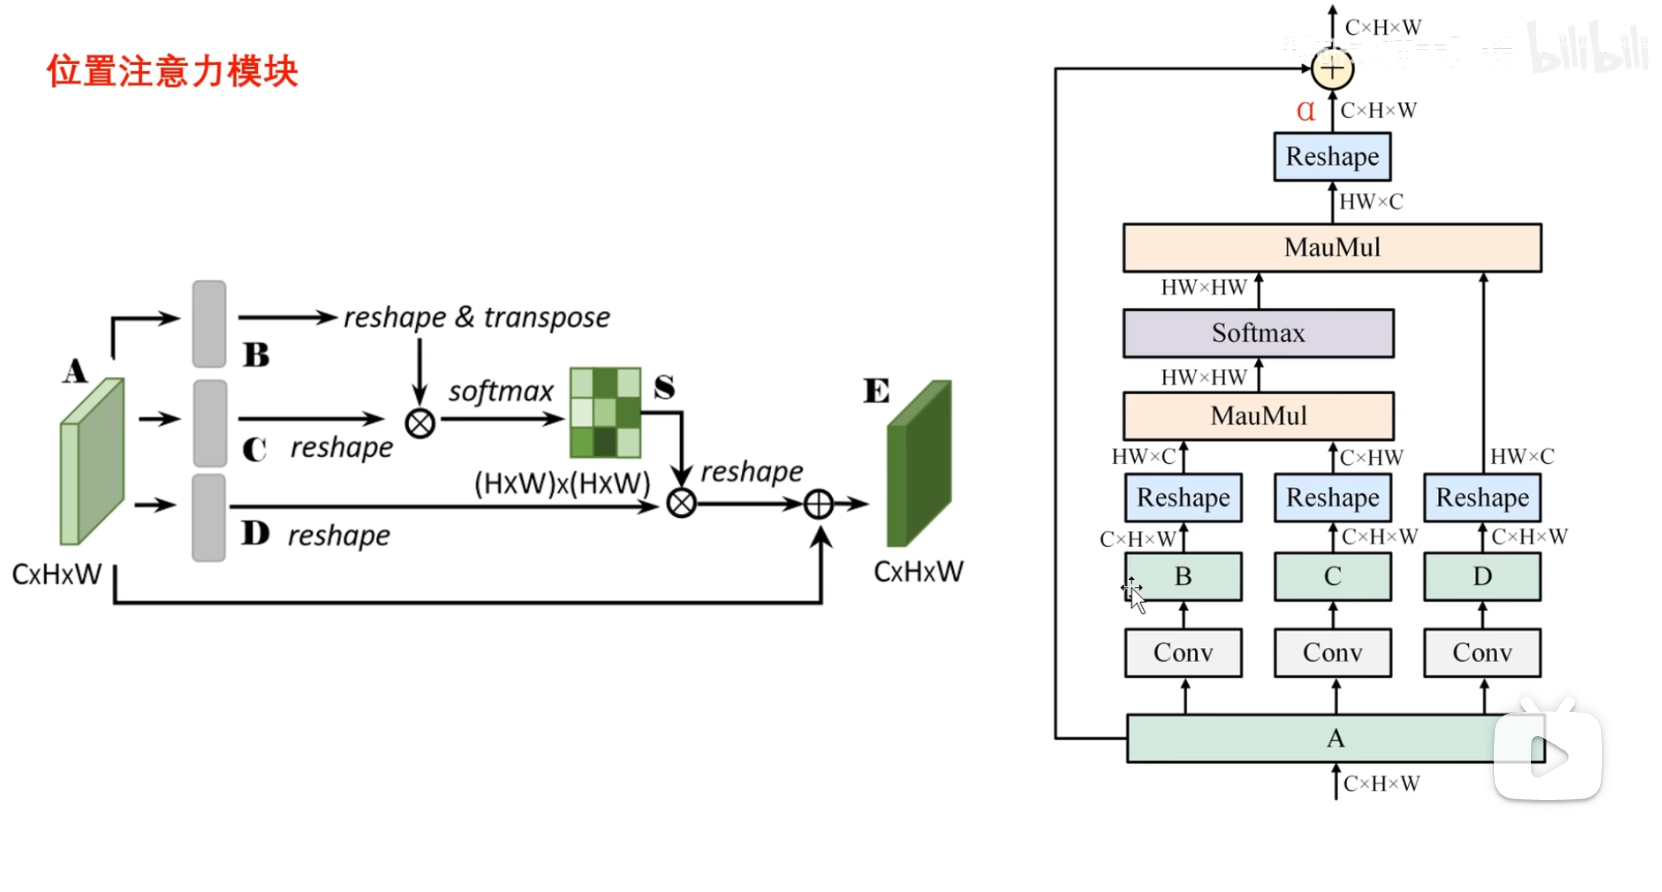 位置注意力模块
reshape & transpose
B
A
softmax
S
E
C
reshape
(HxW)x(HxW)
reshape
D
reshape
CxHxW
CxHxW
C×H×W
bilibili
+
α
C×H×W
Reshape
HW×C
MauMul
HW×HW
Softmax
HW×HW
MauMul
HW×C
C×HW
HW×C
Reshape
Reshape
Reshape
C×H×W
C×H×W
C×H×W
B
C
D
Conv
Conv
Conv
A
C×H×W